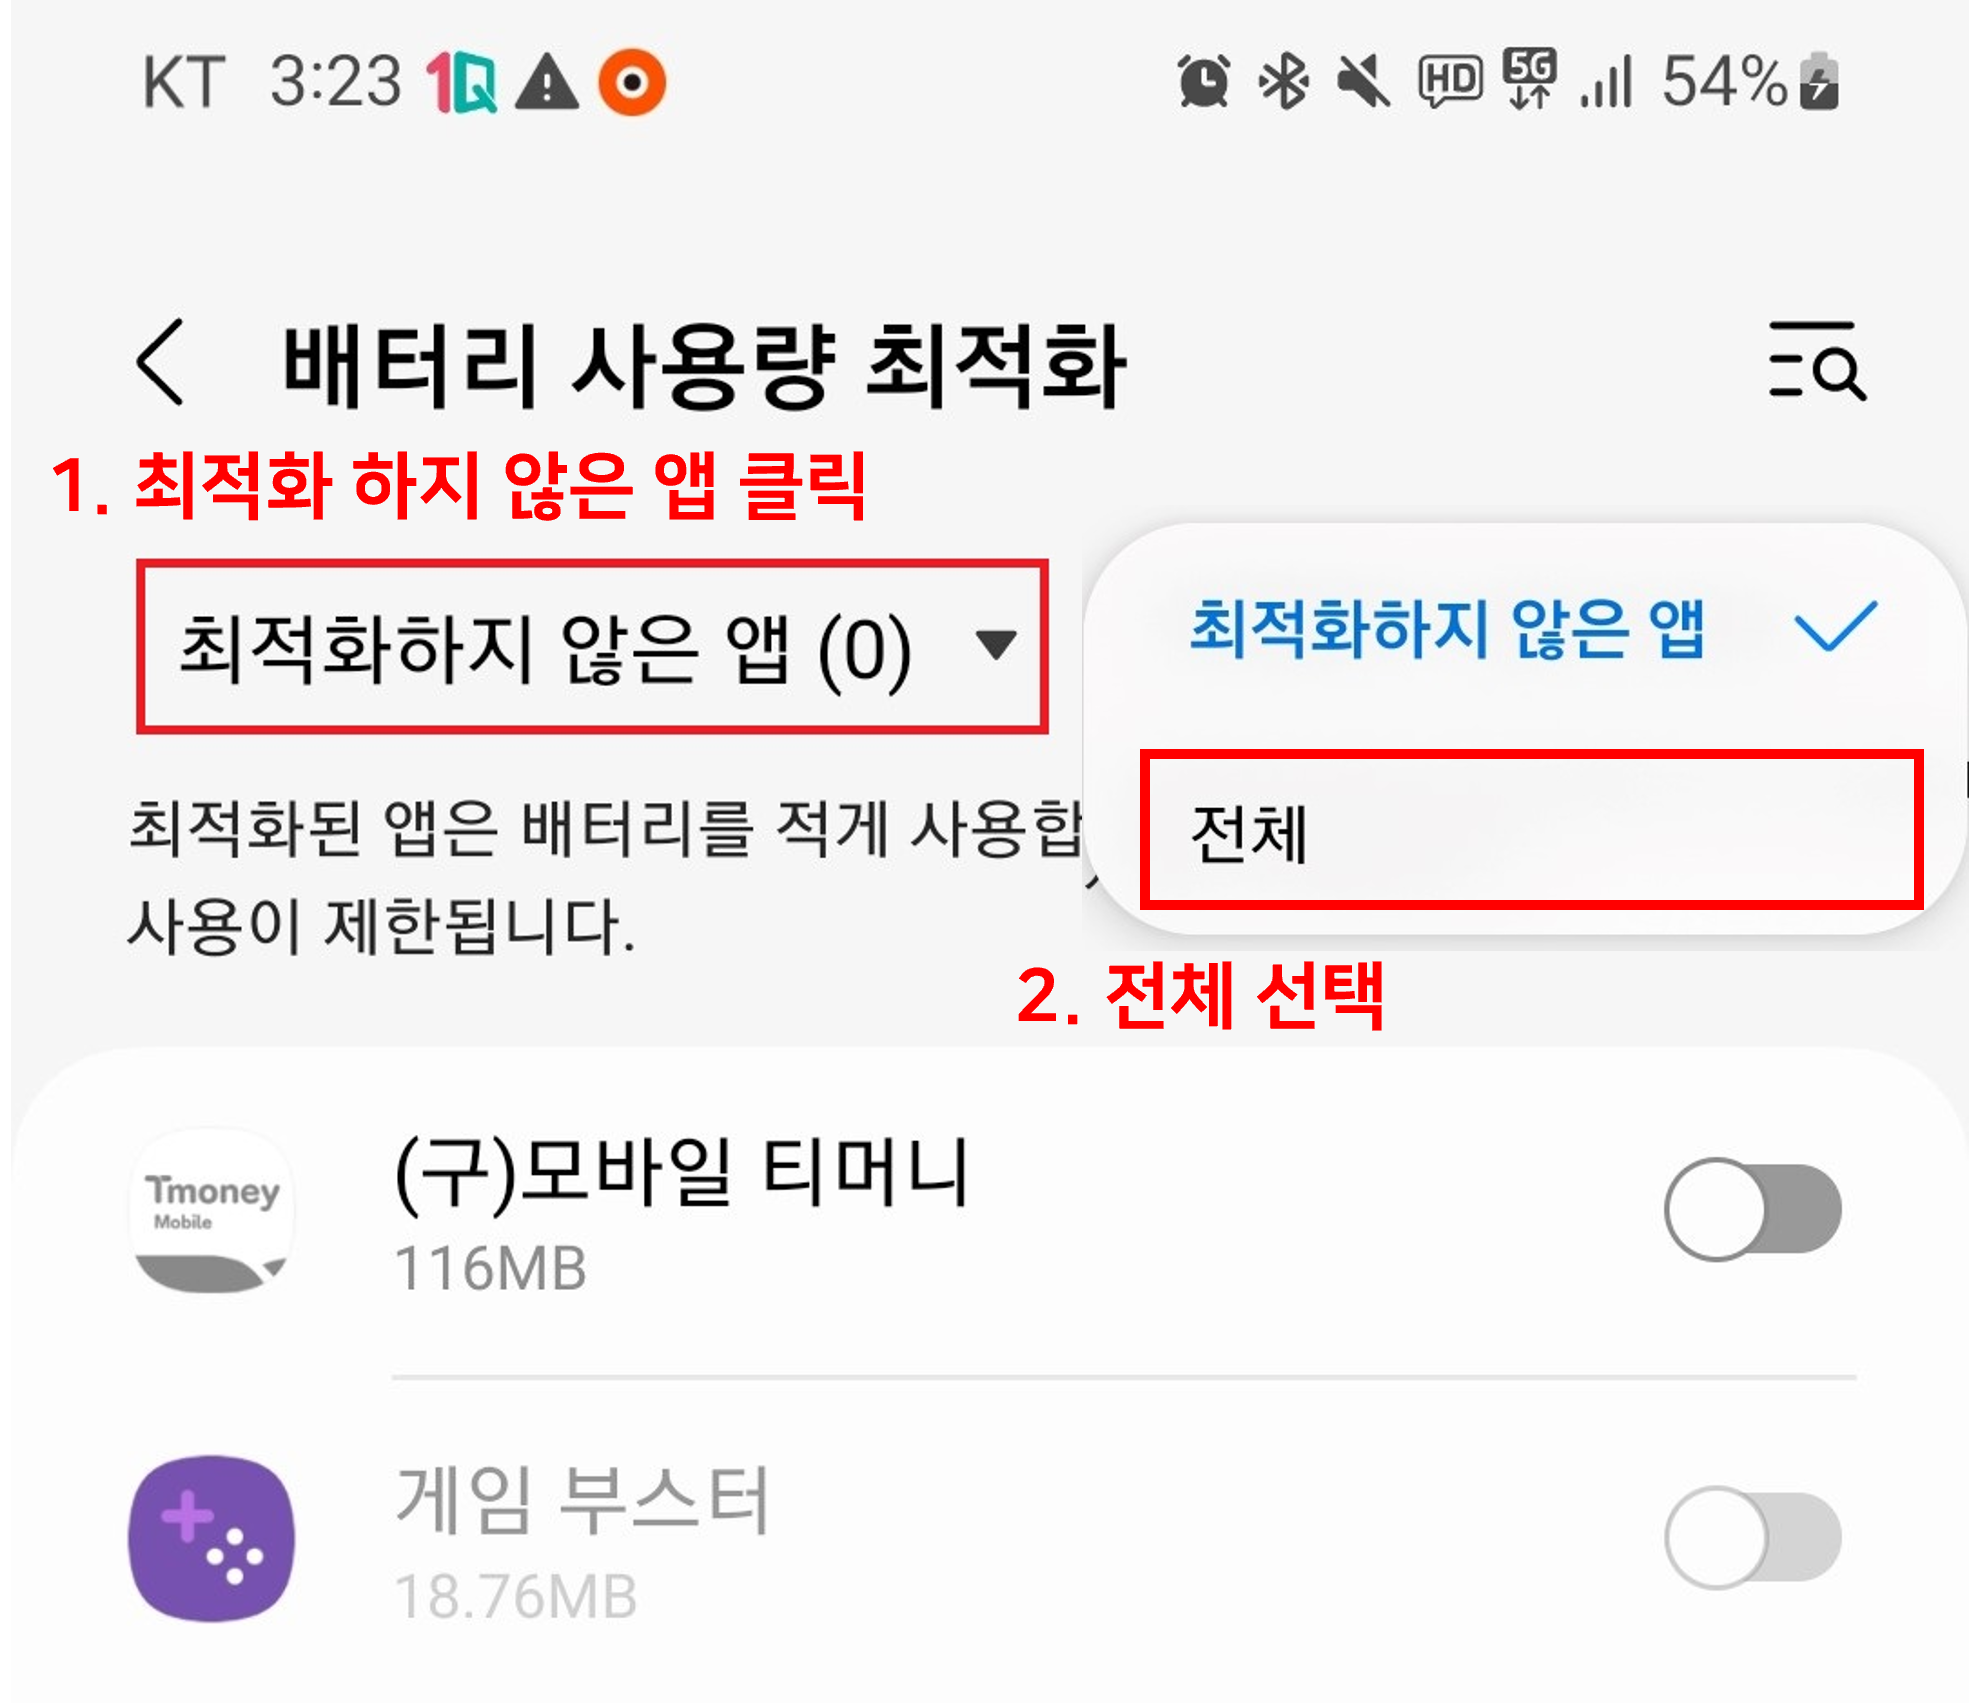 KT 3:23 1Q HD 5G 54%
배터리 사용량 최적화
1. 최적화 하지 않은 앱 클릭
최적화하지 않은 앱 (0)
최적화하지 않은 앱
전체
최적화된 앱은 배터리를 적게 사용합
사용이 제한됩니다.
2. 전체 선택
Tmoney
Mobile
(구)모바일 티머니
116MB
게임 부스터
18.76MB